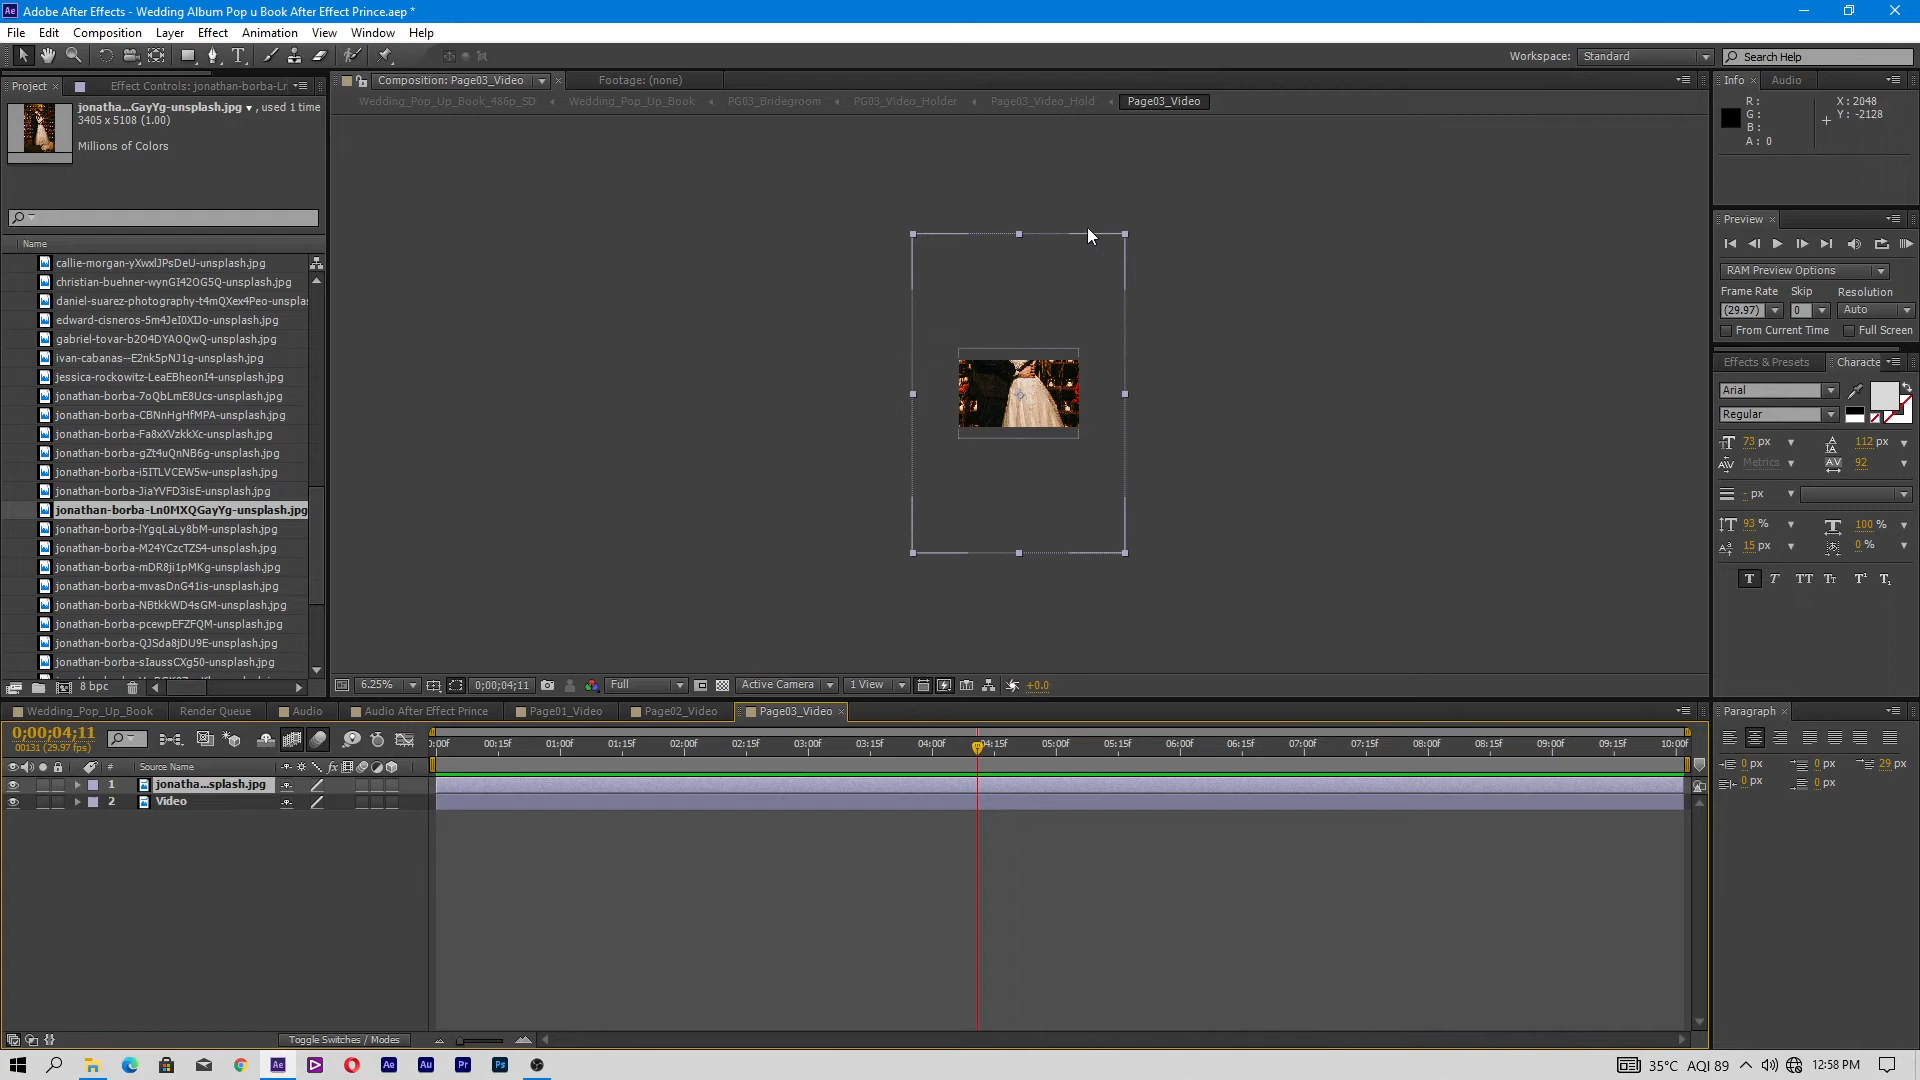 Adobe After Effects - Wedding Album Pop u Book After Effect Prince.aep *
File Edit Composition Layer Effect Animation View Window Help
Workspace: Standard Search Help
Project Effect Controls: jonathan-borba-Lr
Composition: Page03_Video Footage: (none)
Info Audio
Wedding_Pop_Up_Book_486p_SD Wedding_Pop_Up_Book PG03_Bridegroom PG03_Video_Holder Page03_Video_Hold Page03_Video
jonatha...GayYg-unsplash.jpg , used 1 time
3405 x 5108 (1.00)
Millions of Colors
R: X: 2048
G: Y: -2128
B:
A: 0
Name
callie-morgan-yXwxlJPsDeU-unsplash.jpg
christian-buehner-wynGI42OG5Q-unsplash.jpg
daniel-suarez-photography-t4mQXex4Peo-unsplas
edward-cisneros-5m4JeI0XIJo-unsplash.jpg
gabriel-tovar-b2O4DYAOQwQ-unsplash.jpg
ivan-cabanas--E2nk5pNJ1g-unsplash.jpg
jessica-rockowitz-LeaEBheonI4-unsplash.jpg
jonathan-borba-7oQbLmE8Ucs-unsplash.jpg
jonathan-borba-CBNnHgHfMPA-unsplash.jpg
jonathan-borba-Fa8xXVzkkXc-unsplash.jpg
jonathan-borba-gZt4uQnNB6g-unsplash.jpg
jonathan-borba-i5ITLVCEW5w-unsplash.jpg
jonathan-borba-JiaYVFD3isE-unsplash.jpg
jonathan-borba-Ln0MXQGayYg-unsplash.jpg
jonathan-borba-lYgqLaLy8bM-unsplash.jpg
jonathan-borba-M24YCzcTZS4-unsplash.jpg
jonathan-borba-mDR8ji1pMKg-unsplash.jpg
jonathan-borba-mvasDnG41is-unsplash.jpg
jonathan-borba-NBtkkWD4sGM-unsplash.jpg
jonathan-borba-pcewpEFZFQM-unsplash.jpg
jonathan-borba-QJSda8jDU9E-unsplash.jpg
jonathan-borba-sIaussCXg50-unsplash.jpg
8 bpc
6.25% 0;00;04;11 Full Active Camera 1 View +0.0
Preview
RAM Preview Options
Frame Rate Skip Resolution
(29.97) 0 Auto
From Current Time Full Screen
Effects & Presets Characte
Arial
Regular
73 px 112 px
Metrics 92
- px
93 % 100 %
15 px 0 %
T T TT Tт T¹ T₁
Wedding_Pop_Up_Book Render Queue Audio Audio After Effect Prince Page01_Video Page02_Video Page03_Video
0;00;04;11
00131 (29.97 fps)
:00f 00:15f 01:00f 01:15f 02:00f 02:15f 03:00f 03:15f 04:00f 04:15f 05:00f 05:15f 06:00f 06:15f 07:00f 07:15f 08:00f 08:15f 09:00f 09:15f 10:00f
# Source Name
1 jonatha...splash.jpg
2 Video
Toggle Switches / Modes
Paragraph
0 px 0 px 29 px
0 px 0 px
35°C AQI 89 12:58 PM